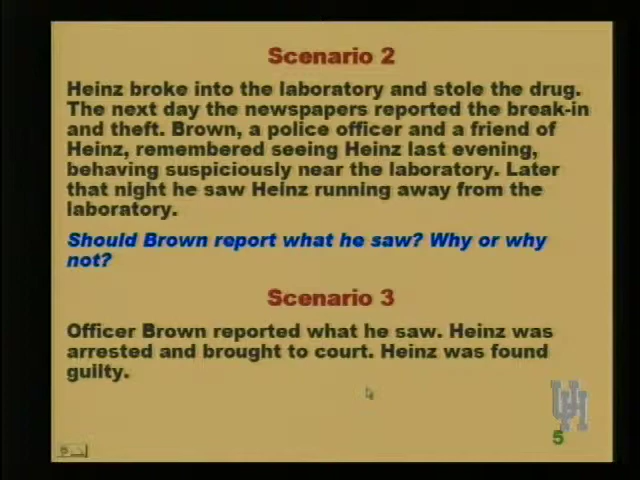 Scenario 2
Heinz broke into the laboratory and stole the drug.
The next day the newspapers reported the break-in
and theft. Brown, a police officer and a friend of
Heinz, remembered seeing Heinz last evening,
behaving suspiciously near the laboratory. Later
that night he saw Heinz running away from the
laboratory.
Should Brown report what he saw? Why or why
not?
Scenario 3
Officer Brown reported what he saw. Heinz was
arrested and brought to court. Heinz was found
guilty.
UH
5